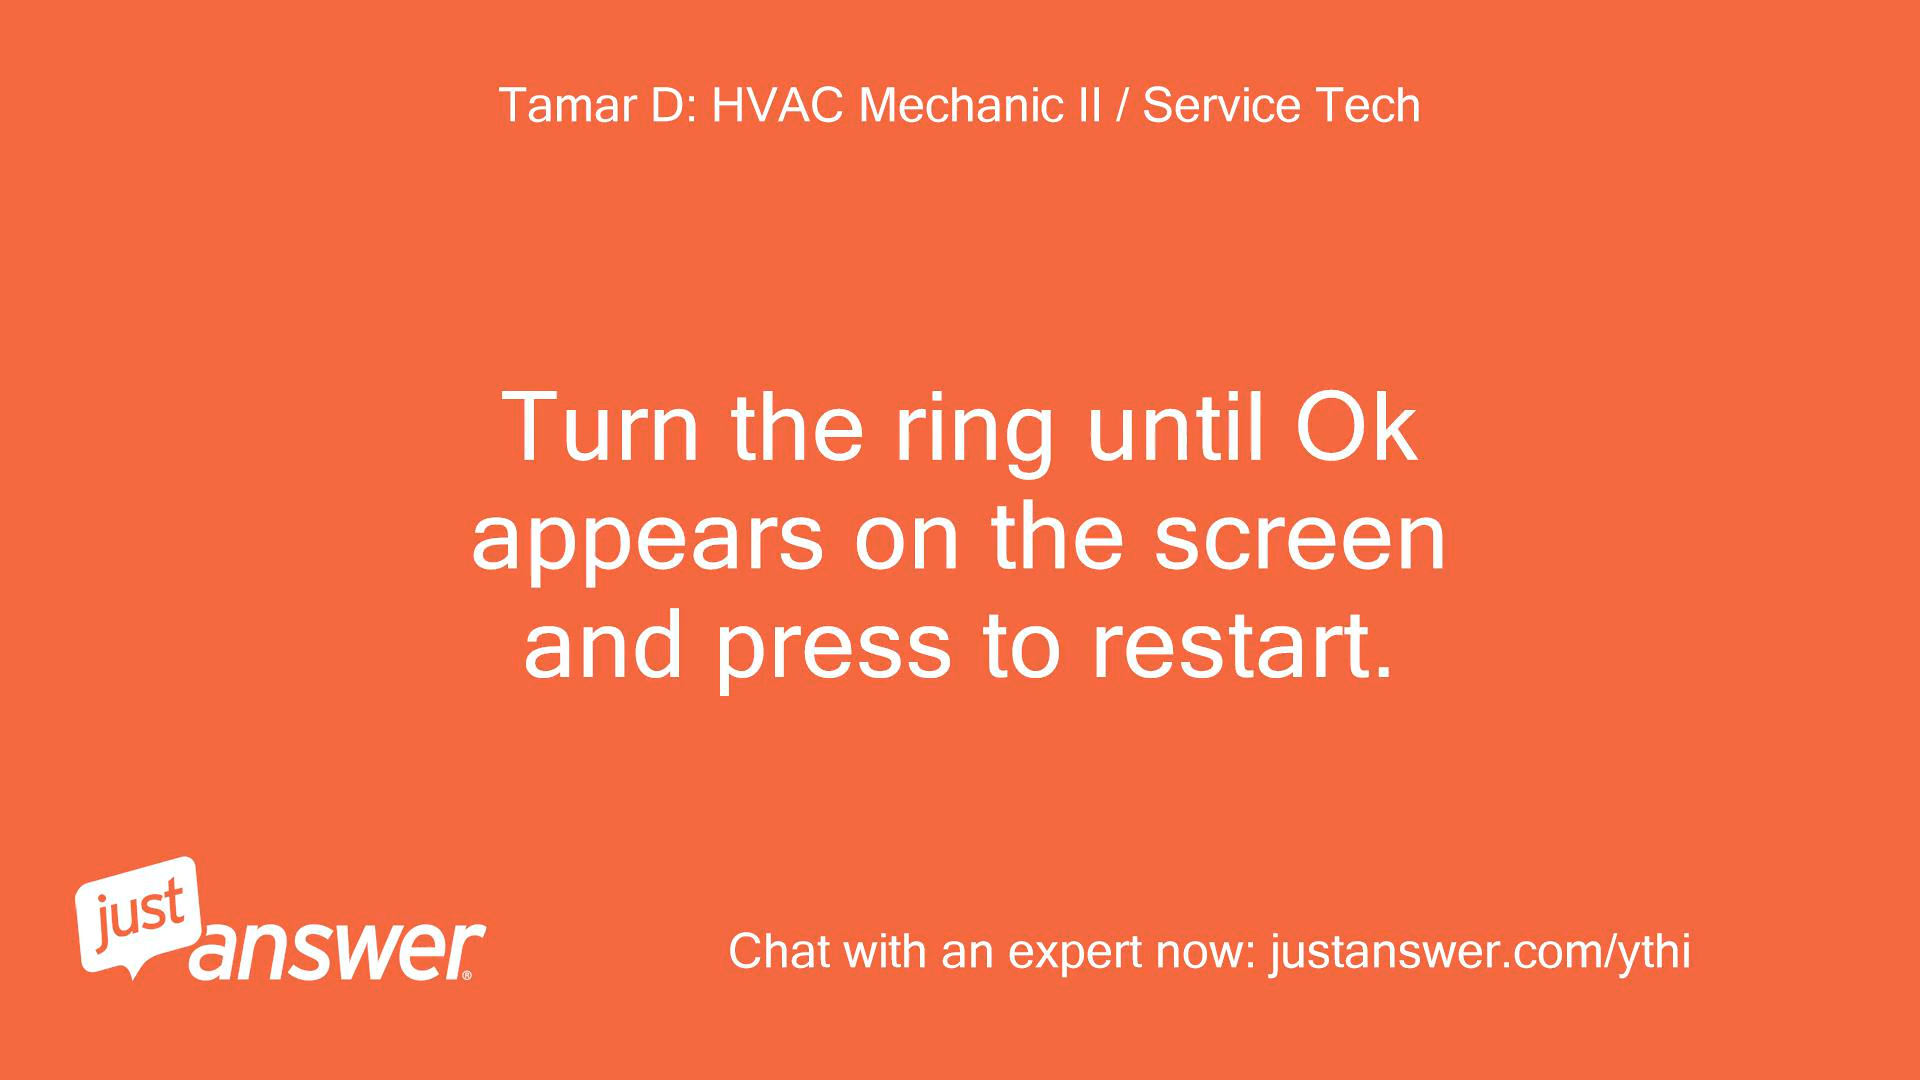 Tamar D: HVAC Mechanic II / Service Tech
Turn the ring until Ok
appears on the screen
and press to restart.
just
answer®
Chat with an expert now: justanswer.com/ythi